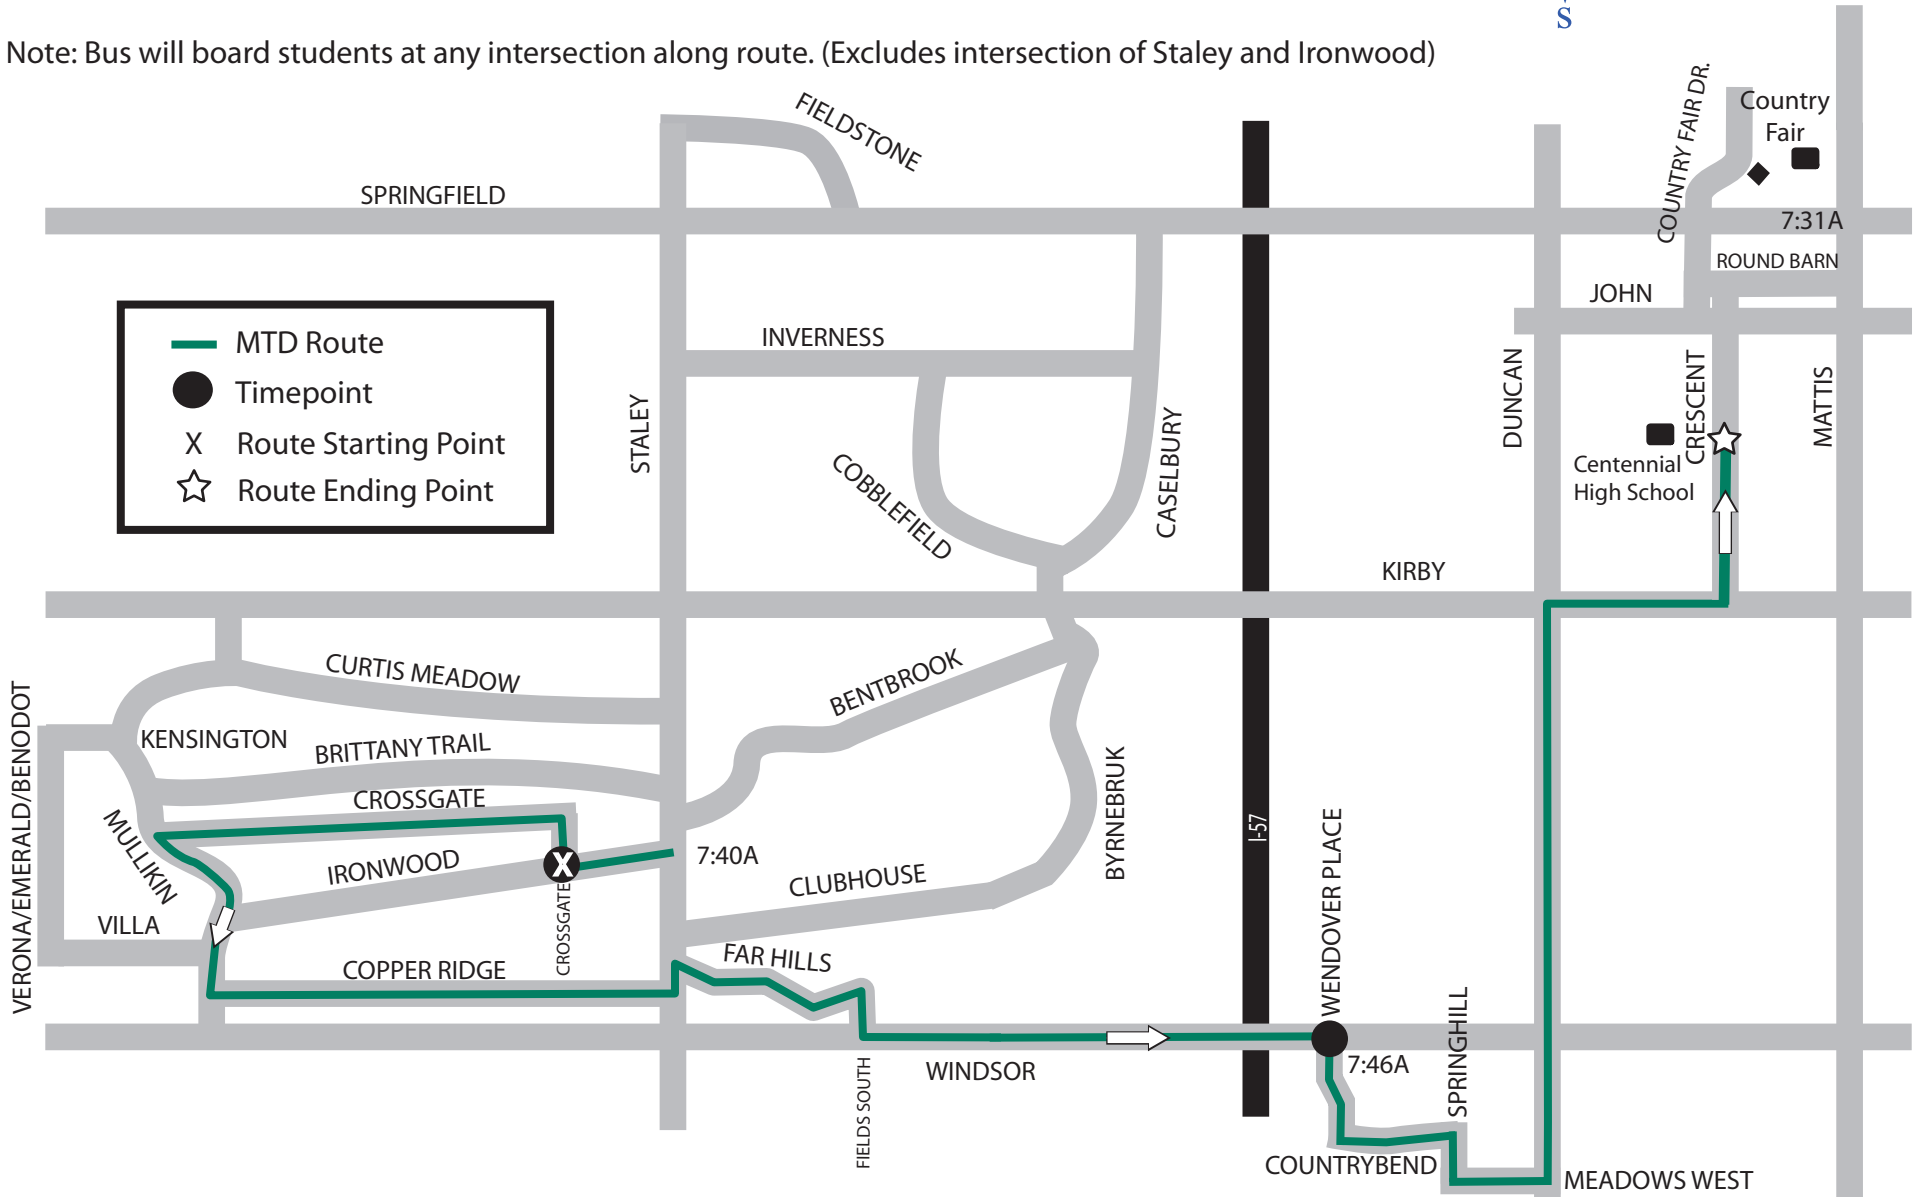 S
Note: Bus will board students at any intersection along route. (Excludes intersection of Staley and Ironwood)
FIELDSTONE
COUNTRY FAIR DR.
Country
Fair
SPRINGFIELD
7:31A
ROUND BARN
JOHN
MTD Route
Timepoint
X Route Starting Point
Route Ending Point
INVERNESS
STALEY
COBBLEFIELD
CASELBURY
DUNCAN
CRESCENT
MATTIS
Centennial
High School
KIRBY
CURTIS MEADOW
BENTBROOK
VERONA/EMERALD/BENODOT
KENSINGTON
BRITTANY TRAIL
CROSSGATE
MULLIKIN
IRONWOOD
X
7:40A
BYRNEBRUK
I-57
WENDOVER PLACE
CLUBHOUSE
VILLA
CROSSGATE
COPPER RIDGE
FAR HILLS
SPRINGHILL
7:46A
WINDSOR
FIELDS SOUTH
COUNTRYBEND
MEADOWS WEST